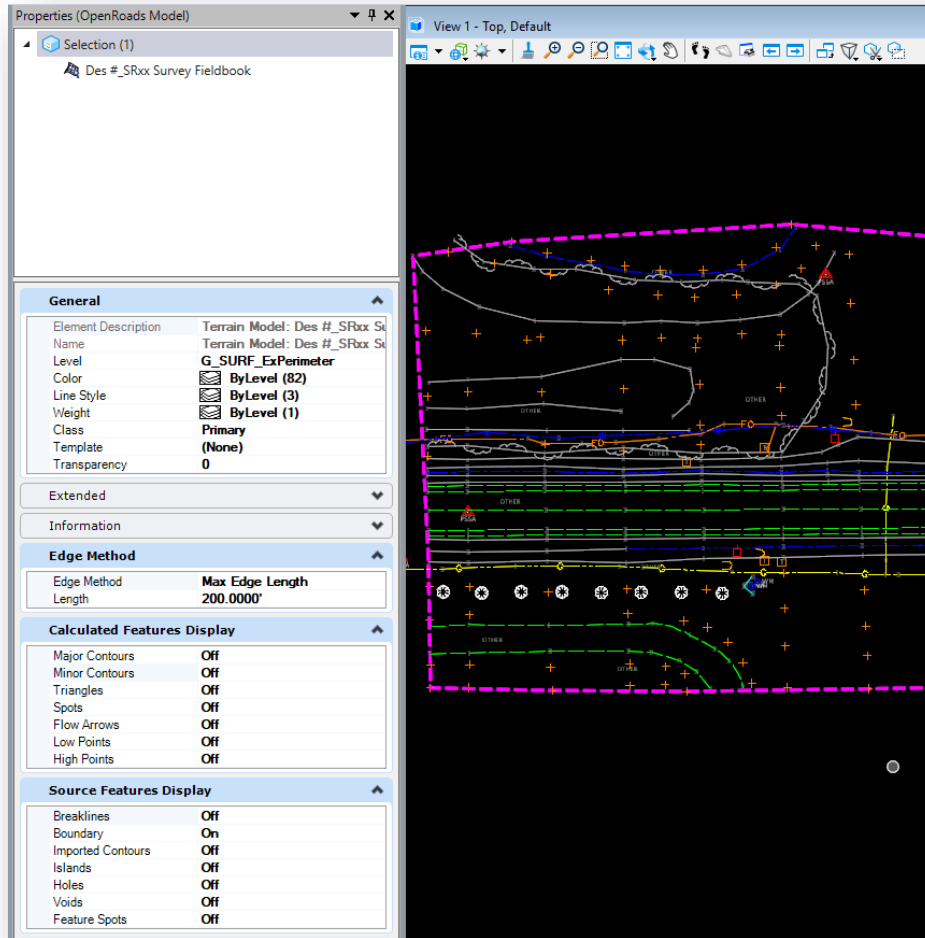 Properties (OpenRoads Model)
Selection (1)
Des #_SRxx Survey Fieldbook
General
Element Description Terrain Model: Des #_SRxx Su
Name Terrain Model: Des #_SRxx Su
Level G_SURF_ExPerimeter
Color ByLevel (82)
Line Style ByLevel (3)
Weight ByLevel (1)
Class Primary
Template (None)
Transparency 0
Extended
Information
Edge Method
Edge Method Max Edge Length
Length 200.0000'
Calculated Features Display
Major Contours Off
Minor Contours Off
Triangles Off
Spots Off
Flow Arrows Off
Low Points Off
High Points Off
Source Features Display
Breaklines Off
Boundary On
Imported Contours Off
Islands Off
Holes Off
Voids Off
Feature Spots Off
View 1 - Top, Default
OTHER
OTHER
OTHER
FO
FO
FO
OTHER
OTHER
OTHER
OTHER